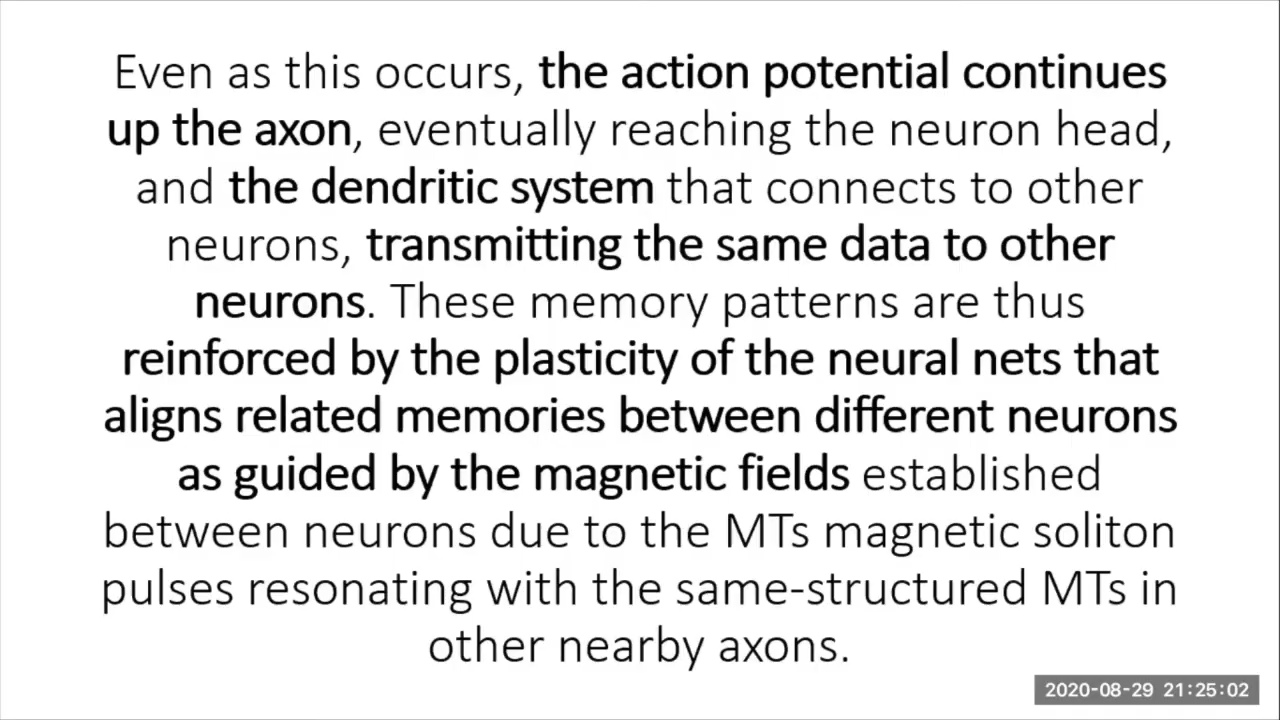 Even as this occurs, the action potential continues
up the axon, eventually reaching the neuron head,
and the dendritic system that connects to other
neurons, transmitting the same data to other
neurons. These memory patterns are thus
reinforced by the plasticity of the neural nets that
aligns related memories between different neurons
as guided by the magnetic fields established
between neurons due to the MTs magnetic soliton
pulses resonating with the same-structured MTs in
other nearby axons.
2020-08-29 21:25:02